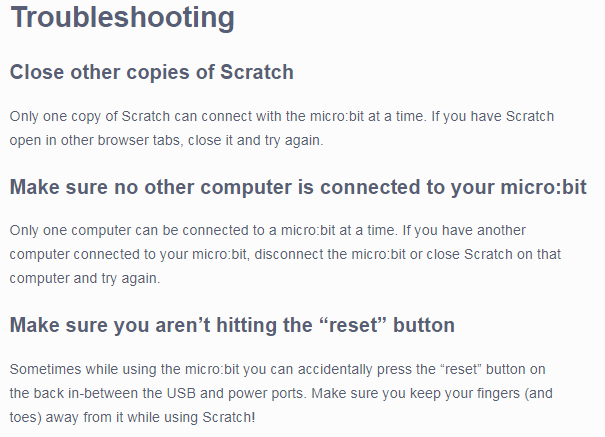 Troubleshooting
Close other copies of Scratch
Only one copy of Scratch can connect with the micro:bit at a time. If you have Scratch
open in other browser tabs, close it and try again.
Make sure no other computer is connected to your micro:bit
Only one computer can be connected to a micro:bit at a time. If you have another
computer connected to your micro:bit, disconnect the micro:bit or close Scratch on that
computer and try again.
Make sure you aren’t hitting the “reset” button
Sometimes while using the micro:bit you can accidentally press the “reset” button on
the back in-between the USB and power ports. Make sure you keep your fingers (and
toes) away from it while using Scratch!